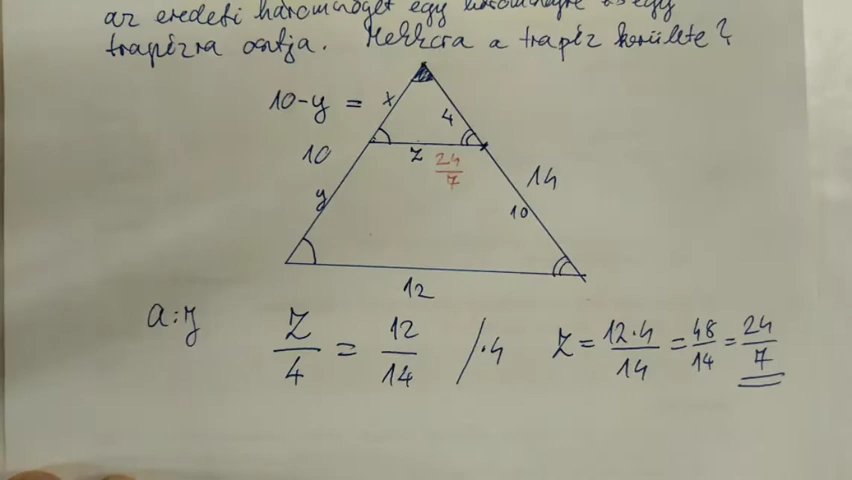 az eredeti háromszöget egy háromszögre és egy
trapézra osztja. Mekkora a trapéz kerülete?
10-y = x
4
10
z
24/7
14
y
10
12
a:y
z/4 = 12/14 /·4 z = 12·4/14 = 48/14 = 24/7